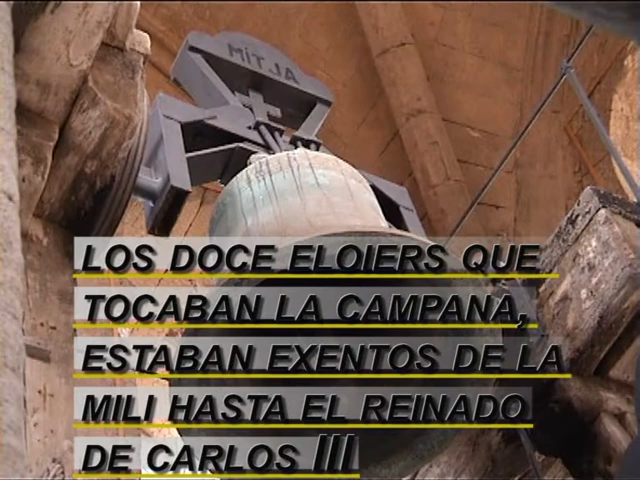 MITJA
LOS DOCE ELOIERS QUE
TOCABAN LA CAMPANA,
ESTABAN EXENTOS DE LA
MILI HASTA EL REINADO
DE CARLOS III